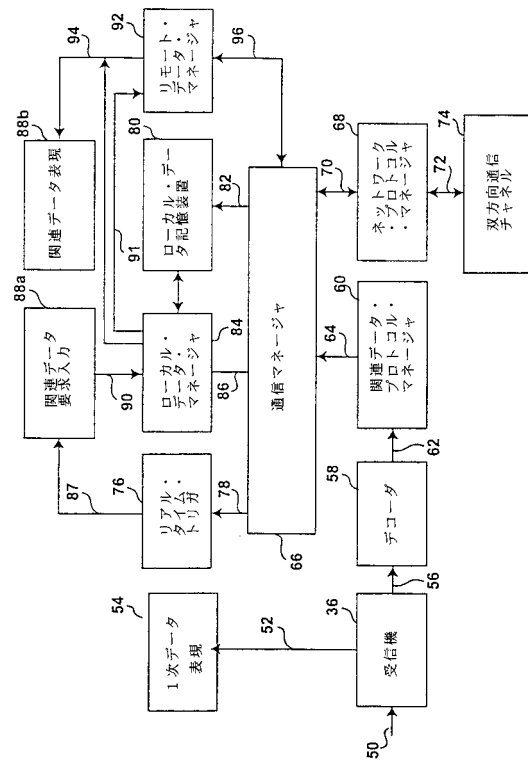 88a
関連データ
要求入力
88b
関連データ表現
94
87
90
91
76
リアル・
タイム・
トリガ
84
ローカル・
データ・
マネージャ
80
ローカル・デー
タ記憶装置
92
リモート・
データ・
マネージャ
78
86
82
96
66
通信マネージャ
54
1次データ
表現
52
64
70
50
36
受信機
56
58
デコーダ
62
60
関連データ・
プロトコル・
マネージャ
68
ネットワーク
・プロトコル
・マネージャ
72
74
双方向通信
チャネル